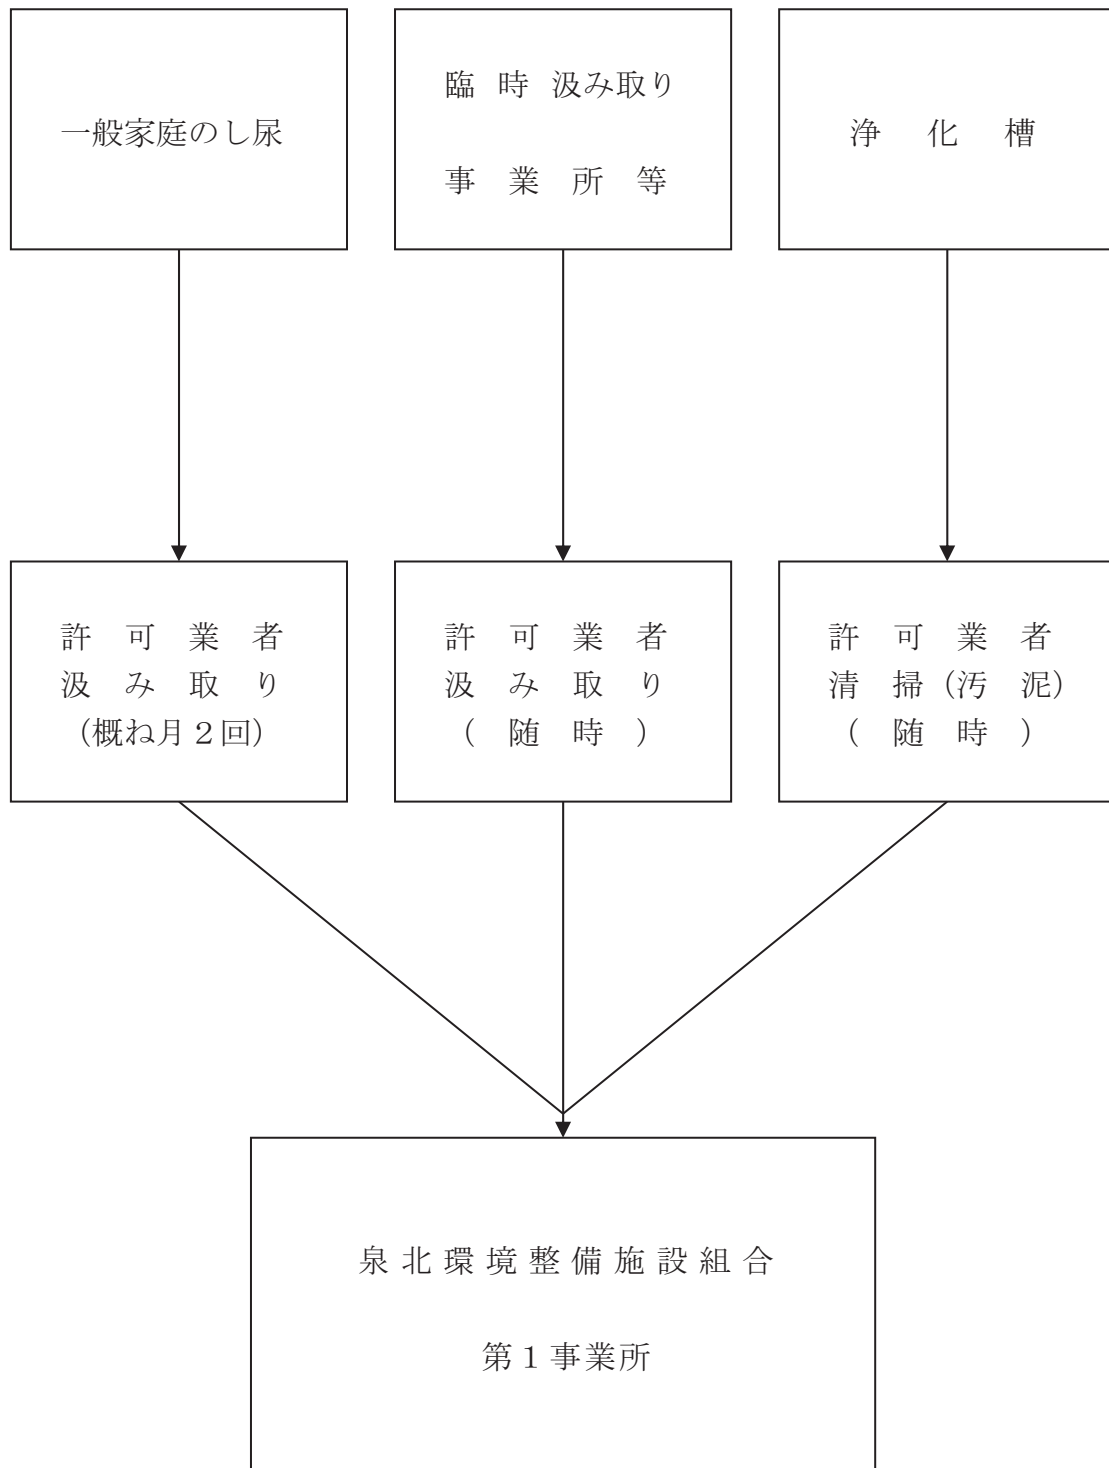 一般家庭のし尿
臨時汲み取り
事業所等
浄化槽
許可業者
汲み取り
(概ね月２回)
許可業者
汲み取り
(随時)
許可業者
清掃(汚泥)
(随時)
泉北環境整備施設組合
第１事業所